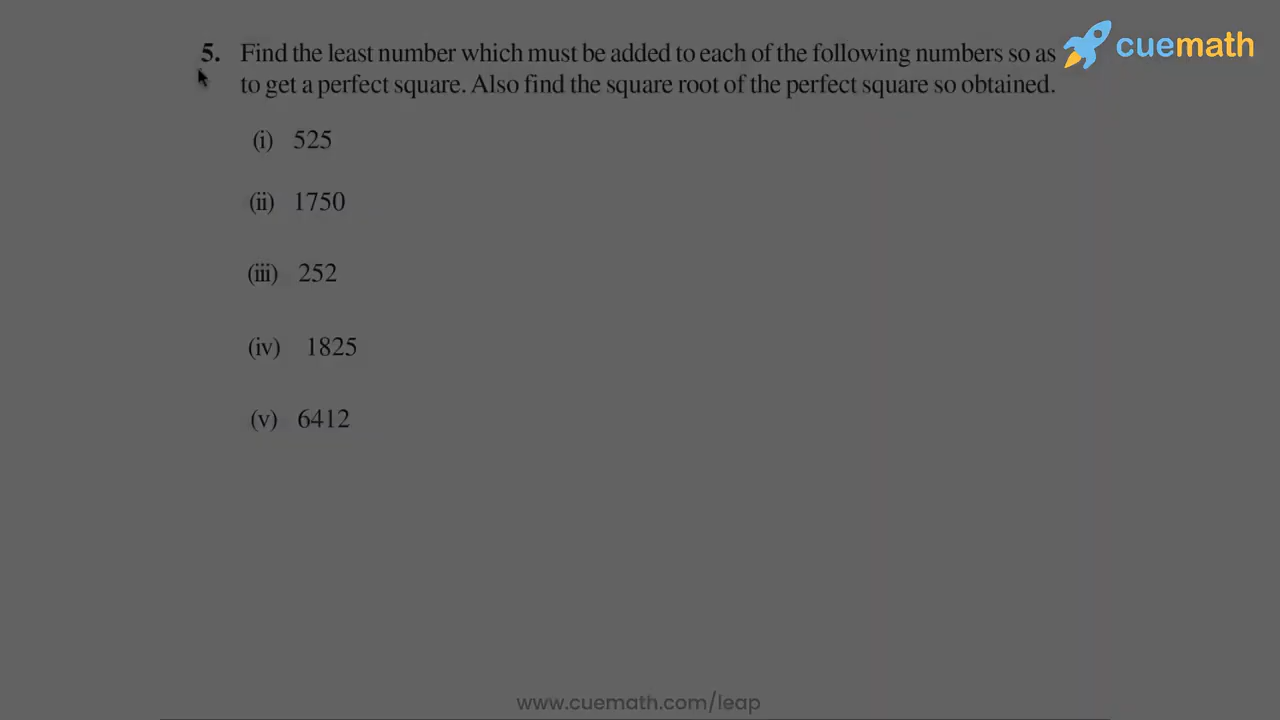 cuemath
5. Find the least number which must be added to each of the following numbers so as
to get a perfect square. Also find the square root of the perfect square so obtained.
(i) 525
(ii) 1750
(iii) 252
(iv) 1825
(v) 6412
www.cuemath.com/leap